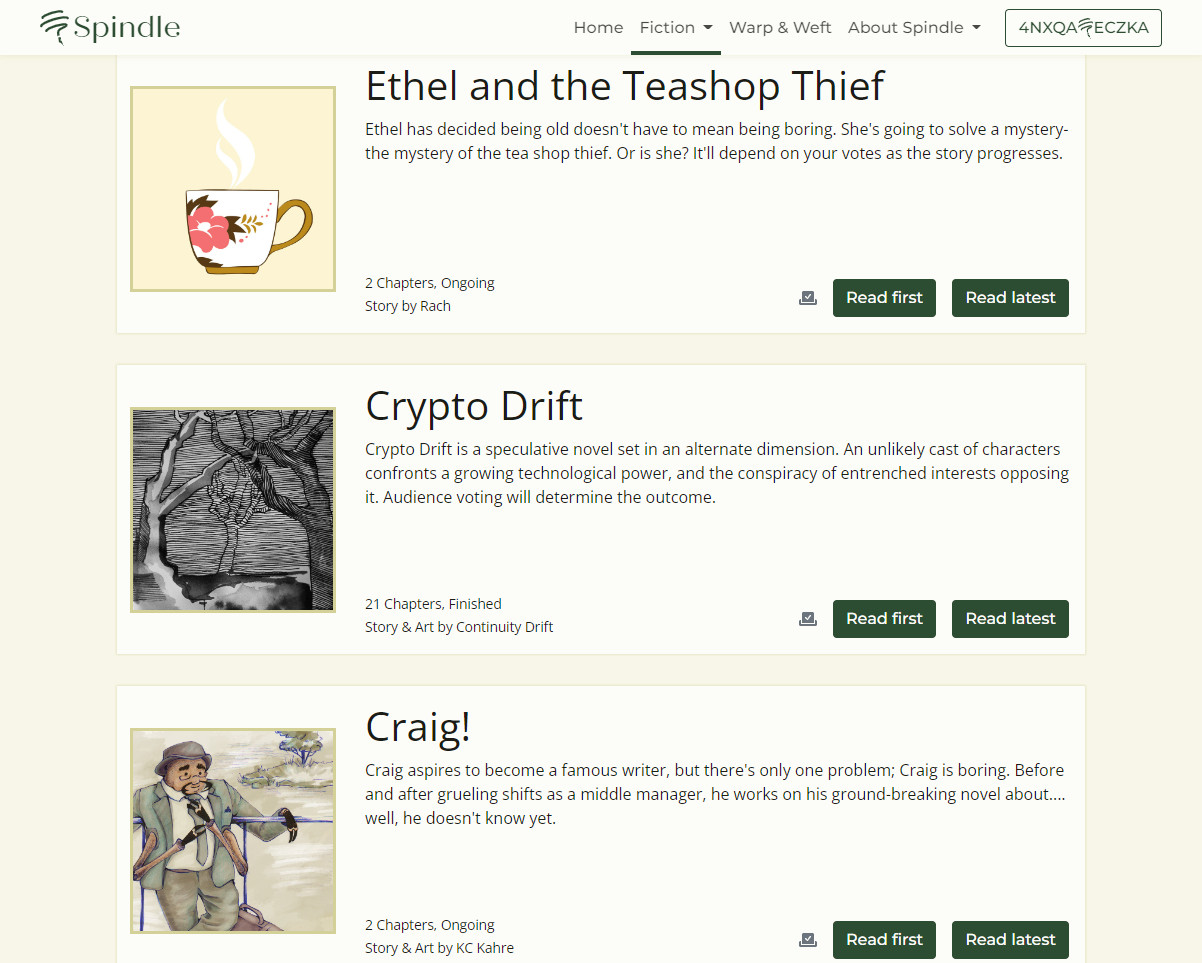 Spindle
Home Fiction Warp & Weft About Spindle 4NXQA ECZKA
Ethel and the Teashop Thief
Ethel has decided being old doesn't have to mean being boring. She's going to solve a mystery-
the mystery of the tea shop thief. Or is she? It'll depend on your votes as the story progresses.
2 Chapters, Ongoing
Story by Rach
Read first Read latest
Crypto Drift
Crypto Drift is a speculative novel set in an alternate dimension. An unlikely cast of characters
confronts a growing technological power, and the conspiracy of entrenched interests opposing
it. Audience voting will determine the outcome.
21 Chapters, Finished
Story & Art by Continuity Drift
Read first Read latest
Craig!
Craig aspires to become a famous writer, but there's only one problem; Craig is boring. Before
and after grueling shifts as a middle manager, he works on his ground-breaking novel about....
well, he doesn't know yet.
2 Chapters, Ongoing
Story & Art by KC Kahre
Read first Read latest